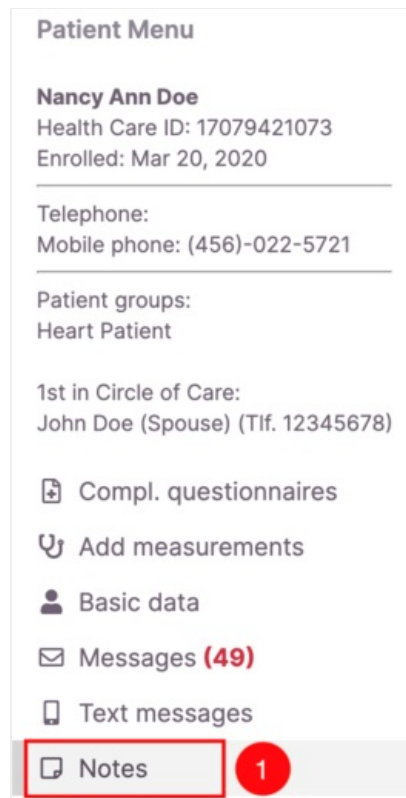 Patient Menu
Nancy Ann Doe
Health Care ID: 17079421073
Enrolled: Mar 20, 2020
Telephone:
Mobile phone: (456)-022-5721
Patient groups:
Heart Patient
1st in Circle of Care:
John Doe (Spouse) (Tlf. 12345678)
Compl. questionnaires
Add measurements
Basic data
Messages (49)
Text messages
Notes 1